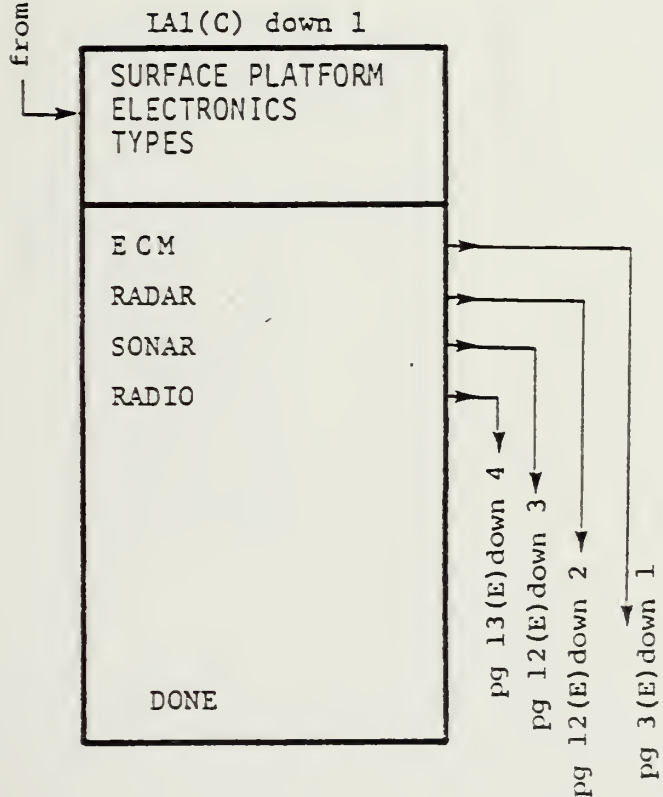 from
IA1(C) down 1
SURFACE PLATFORM
ELECTRONICS
TYPES
ECM
RADAR
SONAR
RADIO
DONE
pg 13(E)down 4
pg 12(E)down 3
pg 12(E)down 2
pg 3(E)down 1